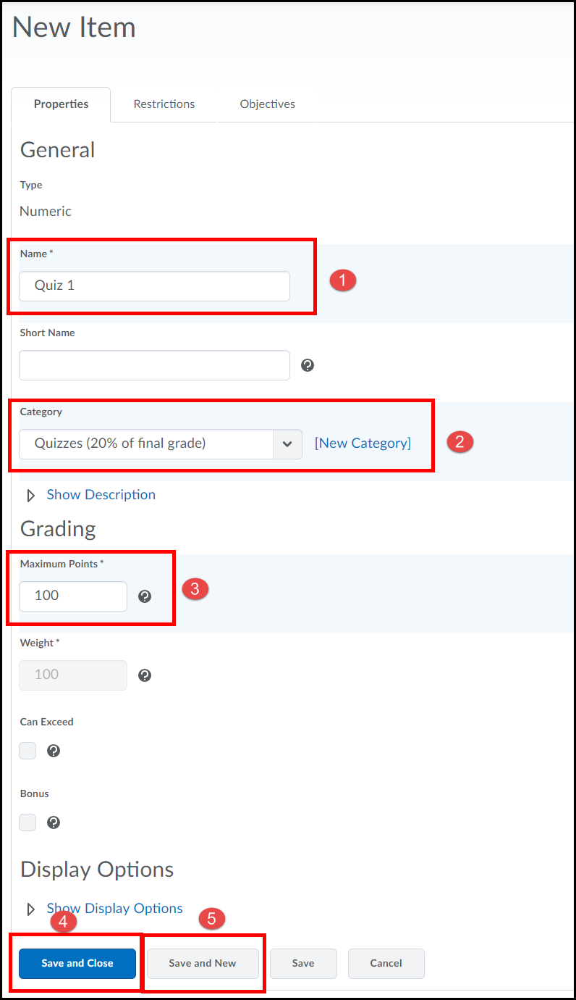 New Item
Properties Restrictions Objectives
General
Type
Numeric
Name *
Quiz 1
1
Short Name
?
Category
Quizzes (20% of final grade) [New Category]
2
Show Description
Grading
Maximum Points *
100 ?
3
Weight *
100 ?
Can Exceed
?
Bonus
?
Display Options
Show Display Options
4 5
Save and Close Save and New Save Cancel